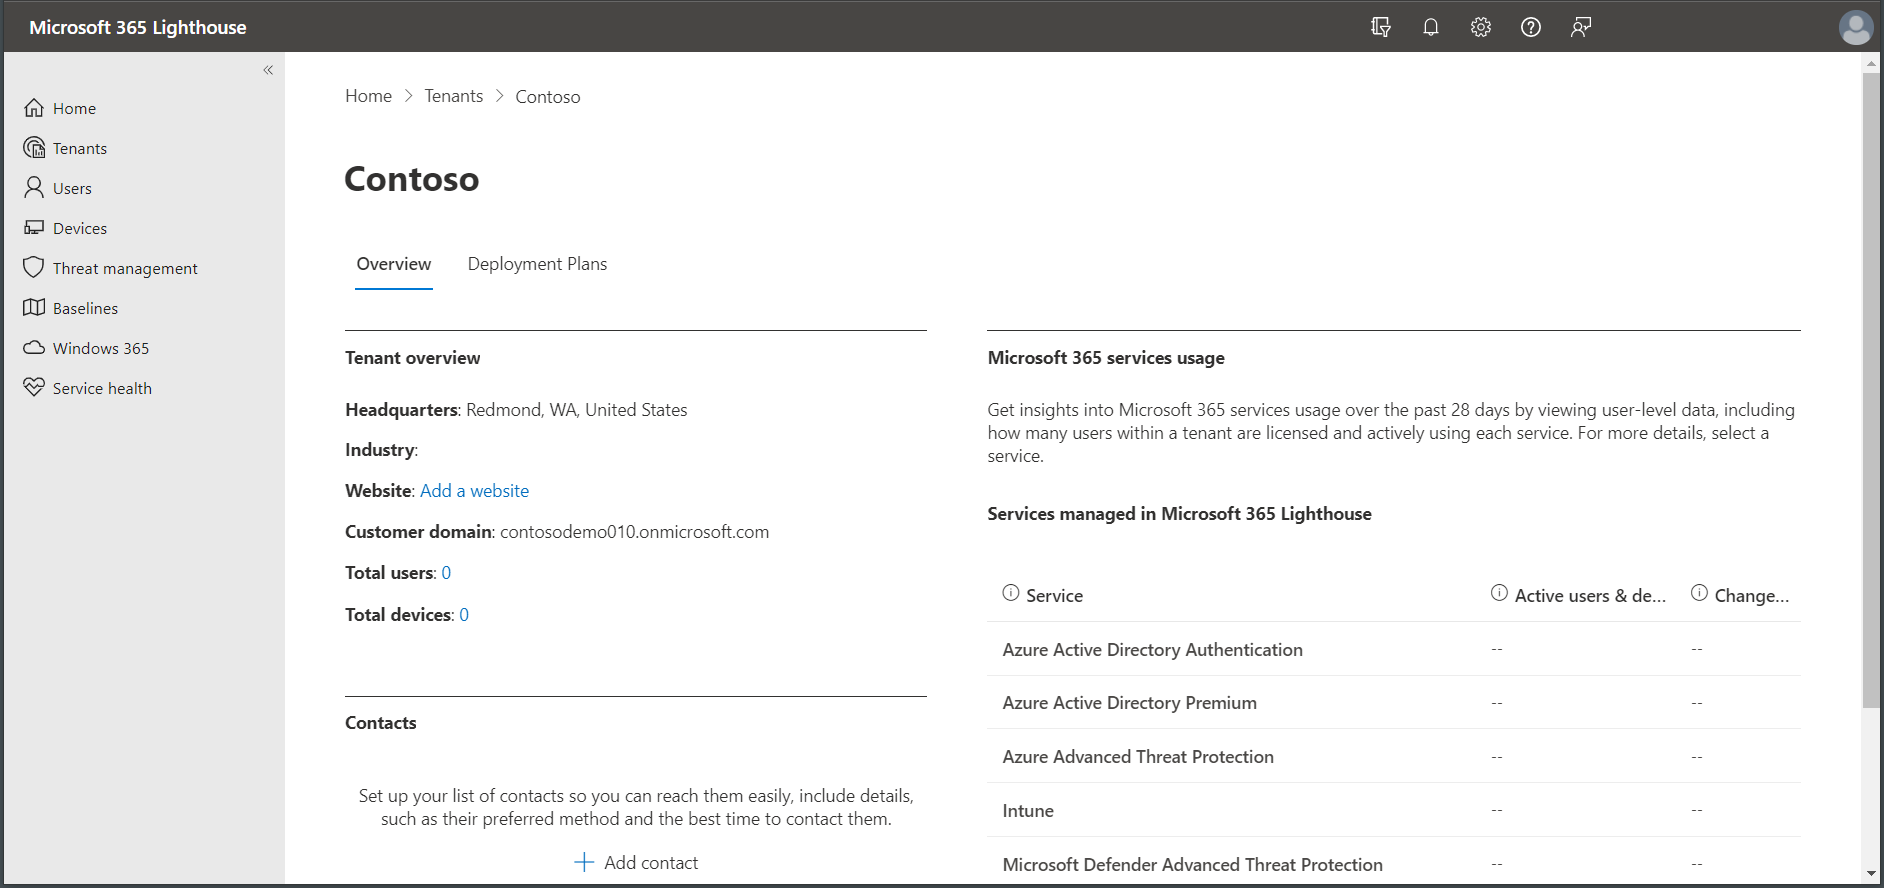 Microsoft 365 Lighthouse
Home
Tenants
Users
Devices
Threat management
Baselines
Windows 365
Service health
Home > Tenants > Contoso
Contoso
Overview
Deployment Plans
Tenant overview
Headquarters: Redmond, WA, United States
Industry:
Website: Add a website
Customer domain: contosodemo010.onmicrosoft.com
Total users: 0
Total devices: 0
Contacts
Set up your list of contacts so you can reach them easily, include details,
such as their preferred method and the best time to contact them.
Add contact
Microsoft 365 services usage
Get insights into Microsoft 365 services usage over the past 28 days by viewing user-level data, including
how many users within a tenant are licensed and actively using each service. For more details, select a
service.
Services managed in Microsoft 365 Lighthouse
Service Active users & de... Change...
Azure Active Directory Authentication -- --
Azure Active Directory Premium -- --
Azure Advanced Threat Protection -- --
Intune -- --
Microsoft Defender Advanced Threat Protection -- --